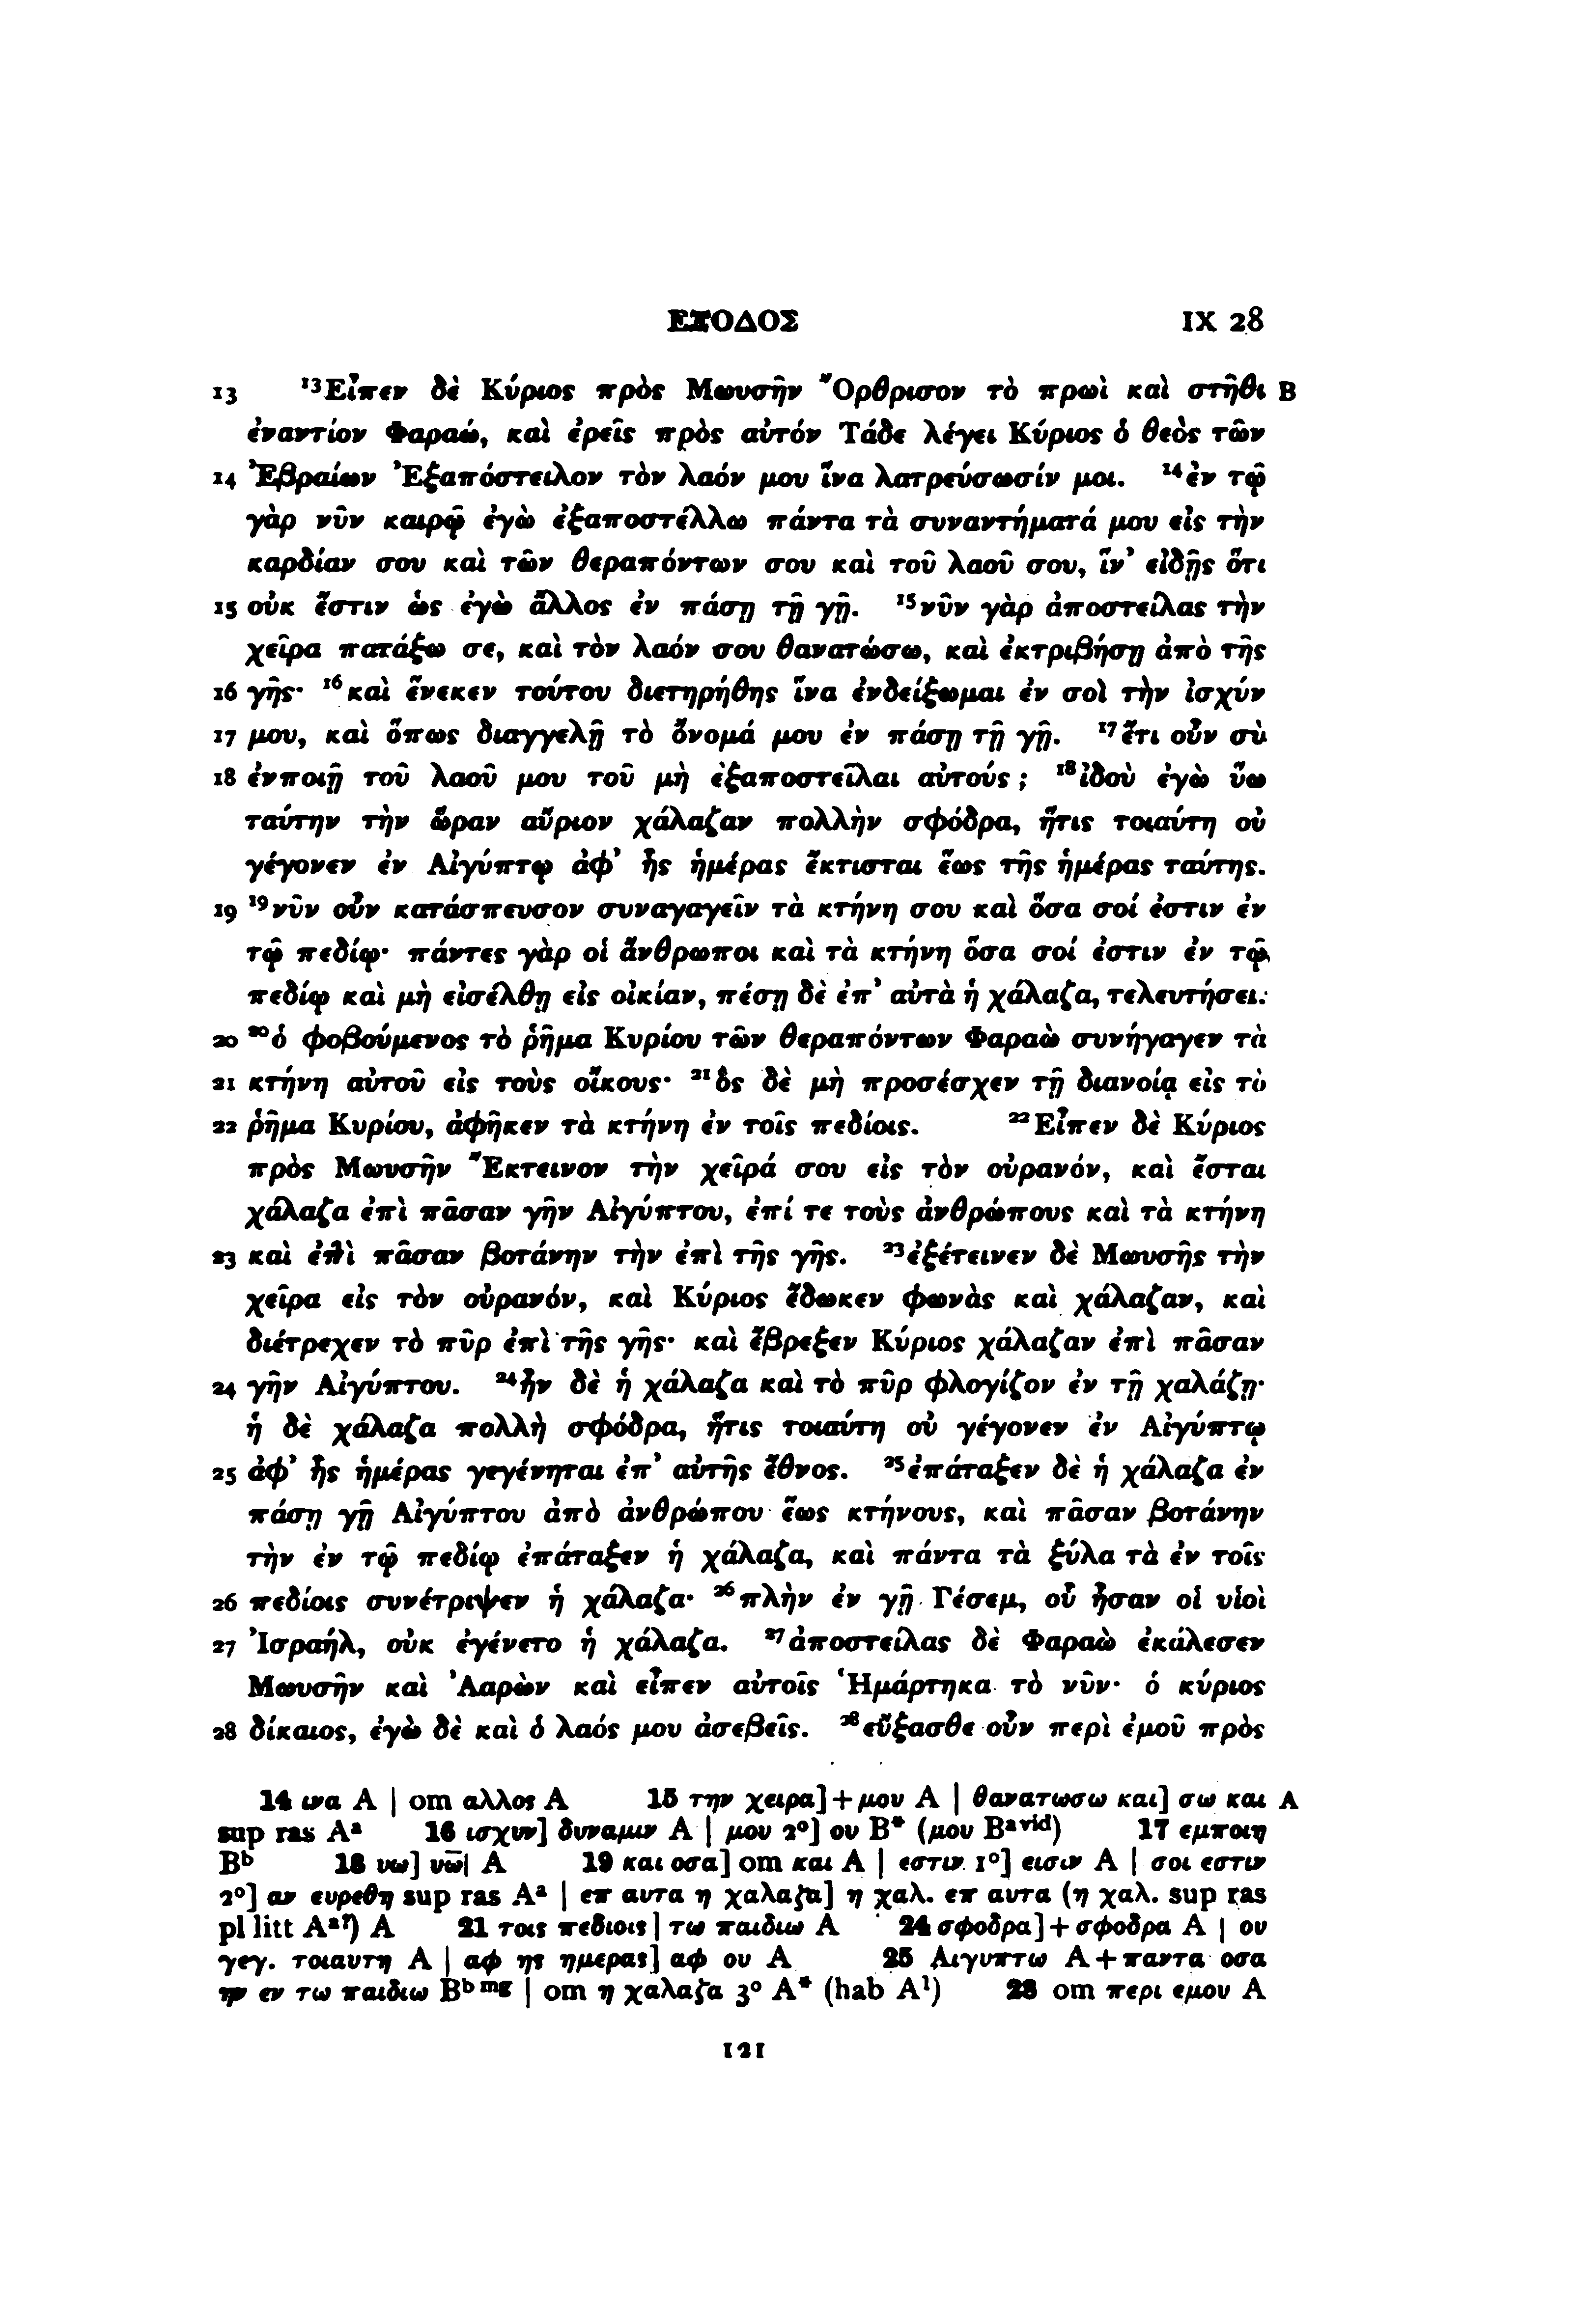 ΕΞΟΔΟΣ IX 28
13 ¹³Εἶπεν δὲ Κύριος πρὸς Μωυσῆν Ὄρθρισον τὸ πρωὶ καὶ στῆθι B
ἐναντίον Φαραώ, καὶ ἐρεῖς πρὸς αὐτόν Τάδε λέγει Κύριος ὁ θεὸς τῶν
14 Ἐβραίων Ἐξαπόστειλον τὸν λαόν μου ἵνα λατρεύσωσίν μοι. ¹⁴ἐν τῷ
γὰρ νῦν καιρῷ ἐγὼ ἐξαποστέλλω πάντα τὰ συναντήματά μου εἰς τὴν
καρδίαν σου καὶ τῶν θεραπόντων σου καὶ τοῦ λαοῦ σου, ἵν’ εἰδῇς ὅτι
15 οὐκ ἔστιν ὡς ἐγὼ ἄλλος ἐν πάσῃ τῇ γῇ. ¹⁵νῦν γὰρ ἀποστείλας τὴν
χεῖρα πατάξω σε, καὶ τὸν λαόν σου θανατώσω, καὶ ἐκτριβήσῃ ἀπὸ τῆς
16 γῆς· ¹⁶καὶ ἕνεκεν τούτου διετηρήθης ἵνα ἐνδείξωμαι ἐν σοὶ τὴν ἰσχύν
17 μου, καὶ ὅπως διαγγελῇ τὸ ὄνομά μου ἐν πάσῃ τῇ γῇ. ¹⁷ἔτι οὖν σὺ
18 ἐνποιῇ τοῦ λαοῦ μου τοῦ μὴ ἐξαποστεῖλαι αὐτούς; ¹⁸ἰδοὺ ἐγὼ ὕω
ταύτην τὴν ὥραν αὔριον χάλαζαν πολλὴν σφόδρα, ἥτις τοιαύτη οὐ
γέγονεν ἐν Αἰγύπτῳ ἀφ’ ἧς ἡμέρας ἔκτισται ἕως τῆς ἡμέρας ταύτης.
19 ¹⁹νῦν οὖν κατάσπευσον συναγαγεῖν τὰ κτήνη σου καὶ ὅσα σοί ἐστιν ἐν
τῷ πεδίῳ· πάντες γὰρ οἱ ἄνθρωποι καὶ τὰ κτήνη ὅσα σοί ἐστιν ἐν τῷ
πεδίῳ καὶ μὴ εἰσέλθῃ εἰς οἰκίαν, πέσῃ δὲ ἐπ’ αὐτὰ ἡ χάλαζα, τελευτήσει.
20 ²⁰ὁ φοβούμενος τὸ ῥῆμα Κυρίου τῶν θεραπόντων Φαραὼ συνήγαγεν τὰ
21 κτήνη αὐτοῦ εἰς τοὺς οἴκους· ²¹ὃς δὲ μὴ προσέσχεν τῇ διανοίᾳ εἰς τὸ
22 ῥῆμα Κυρίου, ἀφῆκεν τὰ κτήνη ἐν τοῖς πεδίοις. ²²Εἶπεν δὲ Κύριος
πρὸς Μωυσῆν Ἔκτεινον τὴν χεῖρά σου εἰς τὸν οὐρανόν, καὶ ἔσται
χάλαζα ἐπὶ πᾶσαν γῆν Αἰγύπτου, ἐπί τε τοὺς ἀνθρώπους καὶ τὰ κτήνη
23 καὶ ἐπὶ πᾶσαν βοτάνην τὴν ἐπὶ τῆς γῆς. ²³ἐξέτεινεν δὲ Μωυσῆς τὴν
χεῖρα εἰς τὸν οὐρανόν, καὶ Κύριος ἔδωκεν φωνὰς καὶ χάλαζαν, καὶ
διέτρεχεν τὸ πῦρ ἐπὶ τῆς γῆς· καὶ ἔβρεξεν Κύριος χάλαζαν ἐπὶ πᾶσαν
24 γῆν Αἰγύπτου. ²⁴ἦν δὲ ἡ χάλαζα καὶ τὸ πῦρ φλογίζον ἐν τῇ χαλάζῃ·
ἡ δὲ χάλαζα πολλὴ σφόδρα, ἥτις τοιαύτη οὐ γέγονεν ἐν Αἰγύπτῳ
25 ἀφ’ ἧς ἡμέρας γεγένηται ἐπ’ αὐτῆς ἔθνος. ²⁵ἐπάταξεν δὲ ἡ χάλαζα ἐν
πάσῃ γῇ Αἰγύπτου ἀπὸ ἀνθρώπου ἕως κτήνους, καὶ πᾶσαν βοτάνην
τὴν ἐν τῷ πεδίῳ ἐπάταξεν ἡ χάλαζα, καὶ πάντα τὰ ξύλα τὰ ἐν τοῖς
26 πεδίοις συνέτριψεν ἡ χάλαζα· ²⁶πλὴν ἐν γῇ Γέσεμ, οὗ ἦσαν οἱ υἱοὶ
27 Ἰσραήλ, οὐκ ἐγένετο ἡ χάλαζα. ²⁷ἀποστείλας δὲ Φαραὼ ἐκάλεσεν
Μωυσῆν καὶ Ἀαρὼν καὶ εἶπεν αὐτοῖς Ἡμάρτηκα τὸ νῦν· ὁ κύριος
28 δίκαιος, ἐγὼ δὲ καὶ ὁ λαός μου ἀσεβεῖς. ²⁸εὔξασθε οὖν περὶ ἐμοῦ πρὸς
14 ινα A | om αλλος A 15 την χειρα]+μου A | θανατωσω και] σω και A
sup ras Aᵃ 16 ισχυν] δυναμιν A | μου 2°] ου B* (μου Bᵃᵛⁱᵈ) 17 εμποιη
Bᵇ 18 υω] υω̅| A 19 και οσα] om και A | εστιν 1°] εισιν A | σοι εστιν
2°] αν ευρεθη sup ras Aᵃ | επ αυτα η χαλαζα] η χαλ. επ αυτα (η χαλ. sup ras
pl litt Aᵃ?) A 21 τοις πεδιοις] τω παιδιω A 24 σφοδρα]+σφοδρα A | ου
γεγ. τοιαυτη A | αφ ης ημερας] αφ ου A 25 Αιγυπτω A+παντα οσα
ην εν τω παιδιω Bᵇ ᵐᵍ | om η χαλαζα 3° A* (hab A¹) 28 om περι εμου A
121